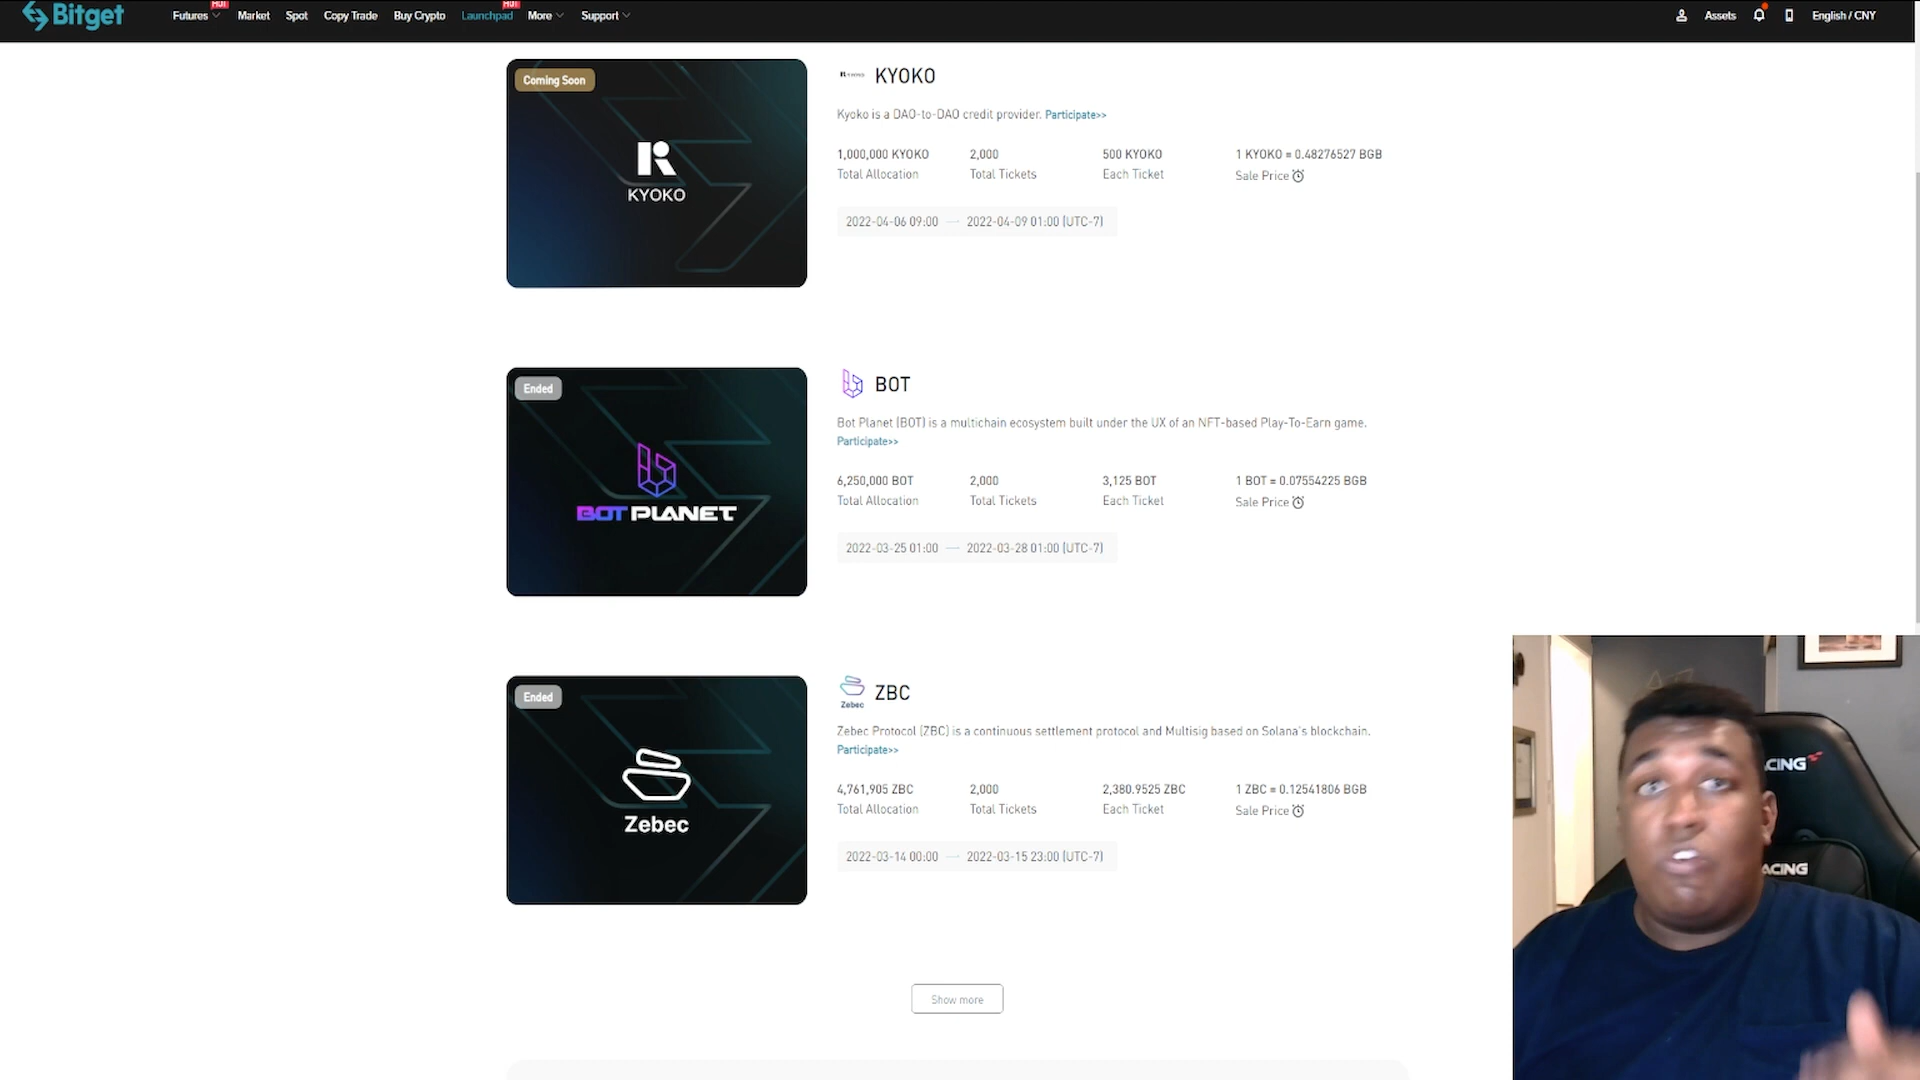 Bitget
Futures HOT Market Spot Copy Trade Buy Crypto Launchpad HOT More Support Assets English / CNY
Coming Soon
KYOKO
KYOKO
Kyoko is a DAO-to-DAO credit provider. Participate>>
1,000,000 KYOKO 2,000 500 KYOKO 1 KYOKO = 0.48276527 BGB
Total Allocation Total Tickets Each Ticket Sale Price
2022-04-06 09:00 — 2022-04-09 01:00 (UTC-7)
Ended
BOT PLANET
BOT
Bot Planet (BOT) is a multichain ecosystem built under the UX of an NFT-based Play-To-Earn game.
Participate>>
6,250,000 BOT 2,000 3,125 BOT 1 BOT = 0.07554225 BGB
Total Allocation Total Tickets Each Ticket Sale Price
2022-03-25 01:00 — 2022-03-28 01:00 (UTC-7)
Ended
Zebec
Zebec
ZBC
Zebec Protocol (ZBC) is a continuous settlement protocol and Multisig based on Solana's blockchain.
Participate>>
4,761,905 ZBC 2,000 2,380.9525 ZBC 1 ZBC = 0.12541806 BGB
Total Allocation Total Tickets Each Ticket Sale Price
2022-03-14 00:00 — 2022-03-15 23:00 (UTC-7)
Show more
CING
ACING